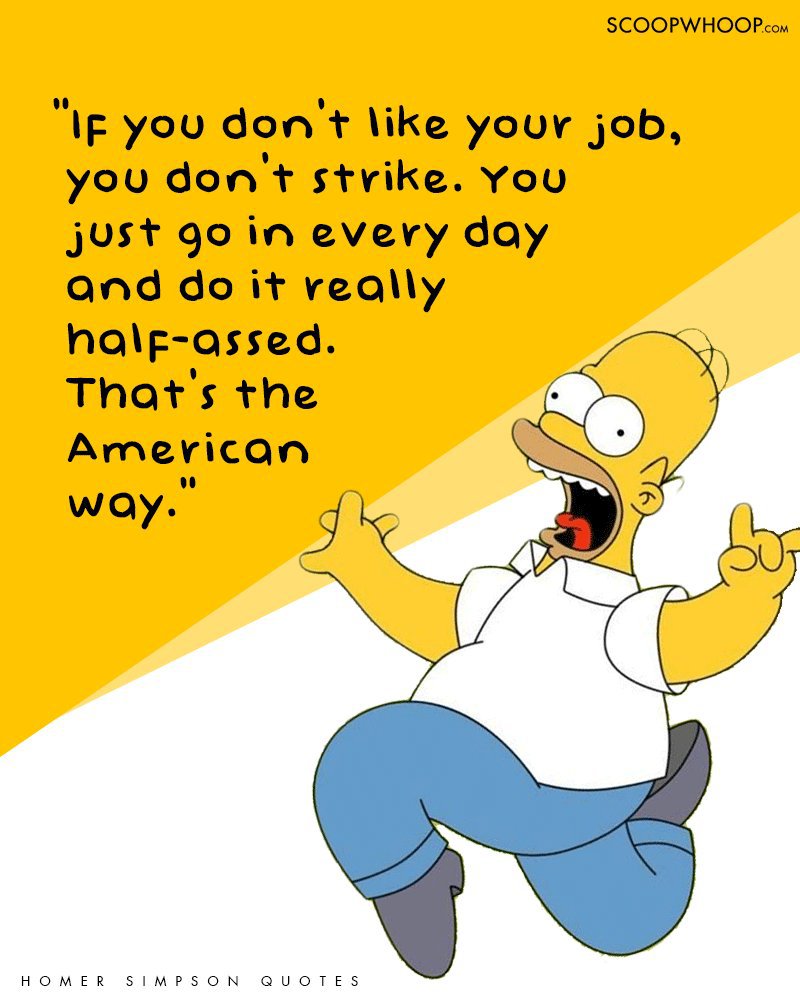 SCOOPWHOOP.COM
"If you don't like your job,
you don't strike. You
just go in every day
and do it really
half-assed.
That's the
American
way."
HOMER SIMPSON QUOTES